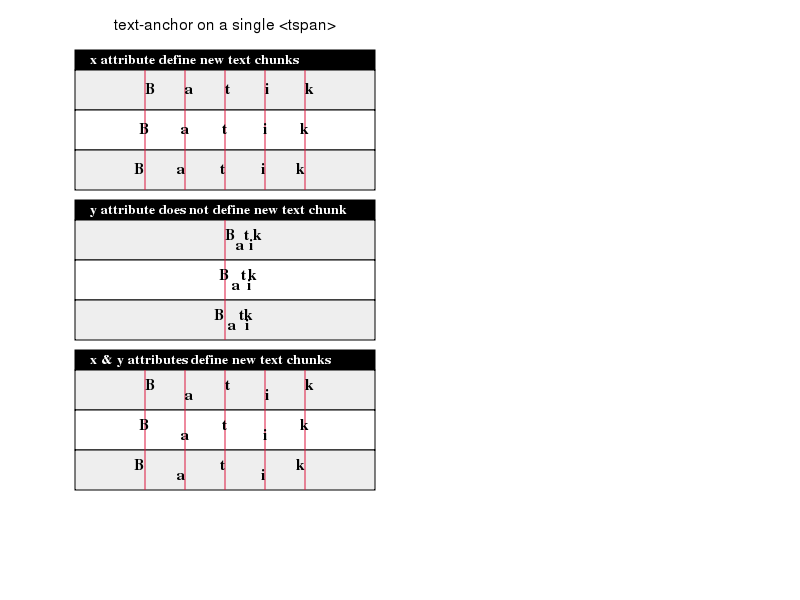 text-anchor on a single <tspan>
x attribute define new text chunks
B a t i k
B a t i k
B a t i k
y attribute does not define new text chunk
B a t i k
B a t i k
B a t i k
x & y attributes define new text chunks
B a t i k
B a t i k
B a t i k